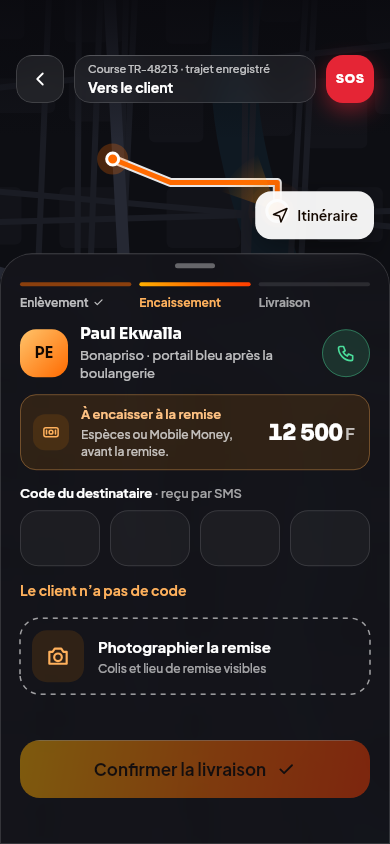 Course TR-48213 · trajet enregistré
Vers le client
SOS
Itinéraire
Enlèvement
Encaissement
Livraison
PE
Paul Ekwalla
Bonapriso · portail bleu après la
boulangerie
À encaisser à la remise
Espèces ou Mobile Money,
avant la remise.
12 500 F
Code du destinataire · reçu par SMS
Le client n’a pas de code
Photographier la remise
Colis et lieu de remise visibles
Confirmer la livraison